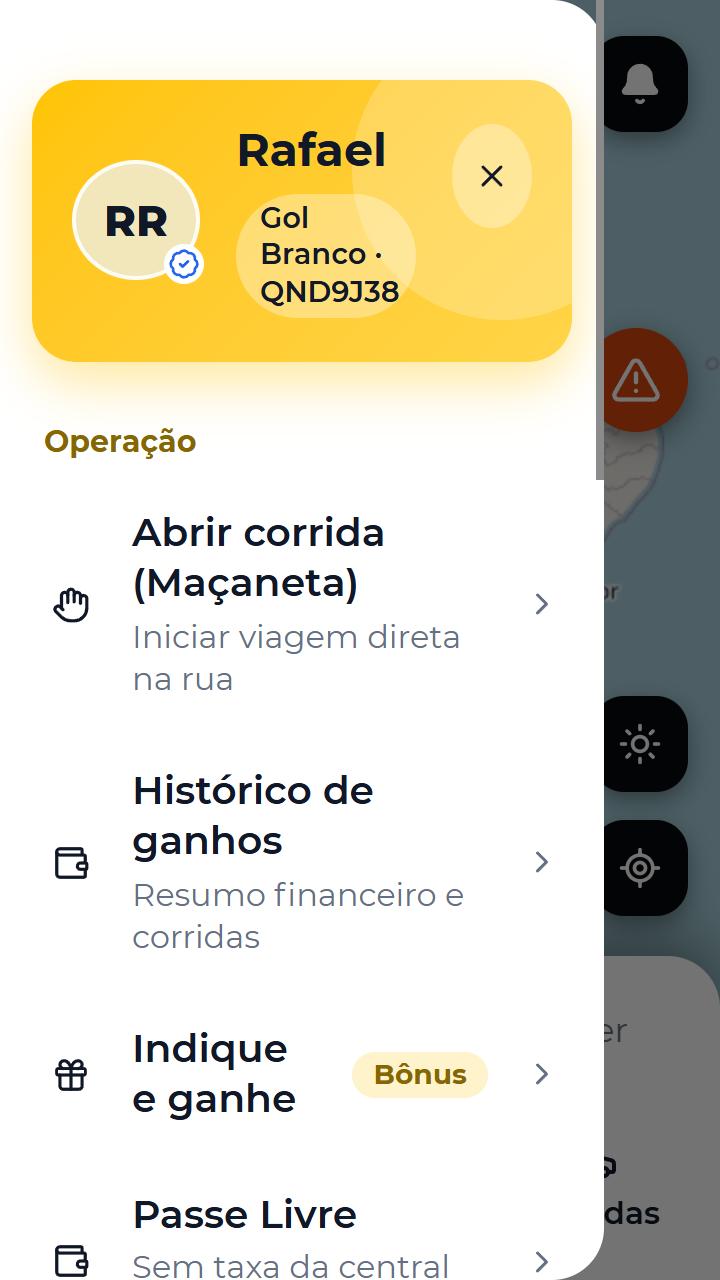 Rafael
RR
Gol
Branco ·
QND9J38
Operação
Abrir corrida
(Maçaneta)
Iniciar viagem direta
na rua
Histórico de
ganhos
Resumo financeiro e
corridas
Indique
e ganhe
Bônus
Passe Livre
Sem taxa da central